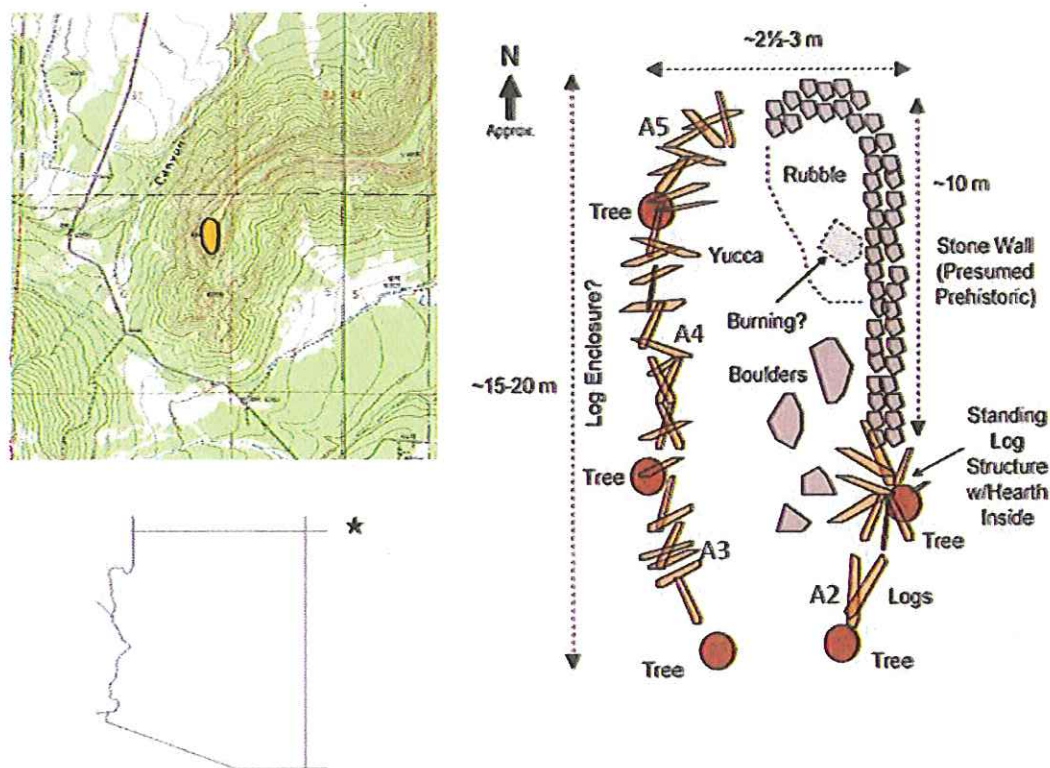 Canyon
~2½-3 m
N
Approx.
A5
Rubble
~10 m
Tree
Yucca
Stone Wall
(Presumed
Prehistoric)
Log Enclosure?
Burning?
A4
Boulders
~15-20 m
Standing
Log
Structure
w/Hearth
Inside
Tree
Tree
A3
A2
Logs
Tree
Tree